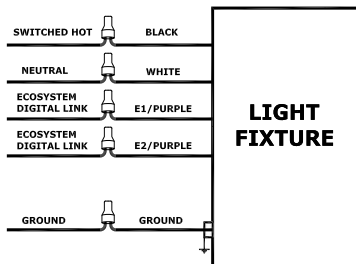 SWITCHED HOT BLACK
NEUTRAL WHITE
ECOSYSTEM
DIGITAL LINK E1/PURPLE
ECOSYSTEM
DIGITAL LINK E2/PURPLE
GROUND GROUND
LIGHT
FIXTURE